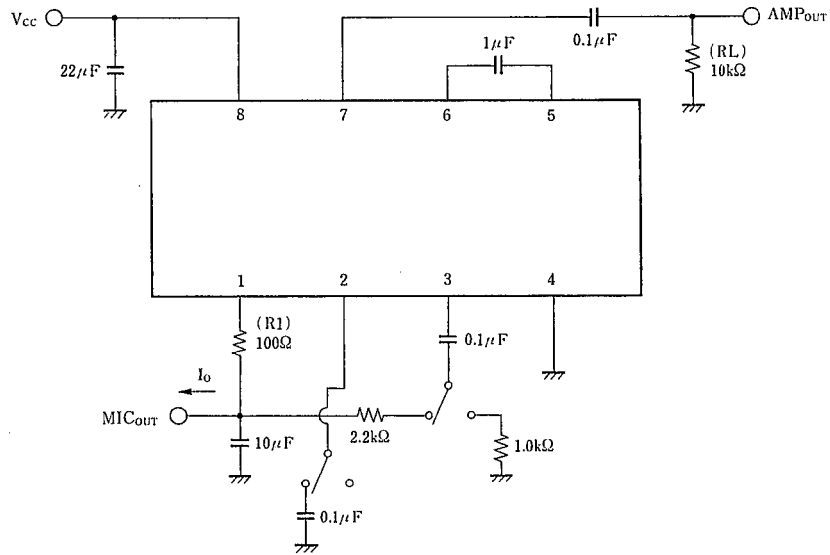 Vcc
AMPOUT
22μF
1μF
0.1μF
(RL)
10kΩ
8
7
6
5
1
2
3
4
(R1)
100Ω
0.1μF
Io
MICOUT
10μF
2.2kΩ
1.0kΩ
0.1μF